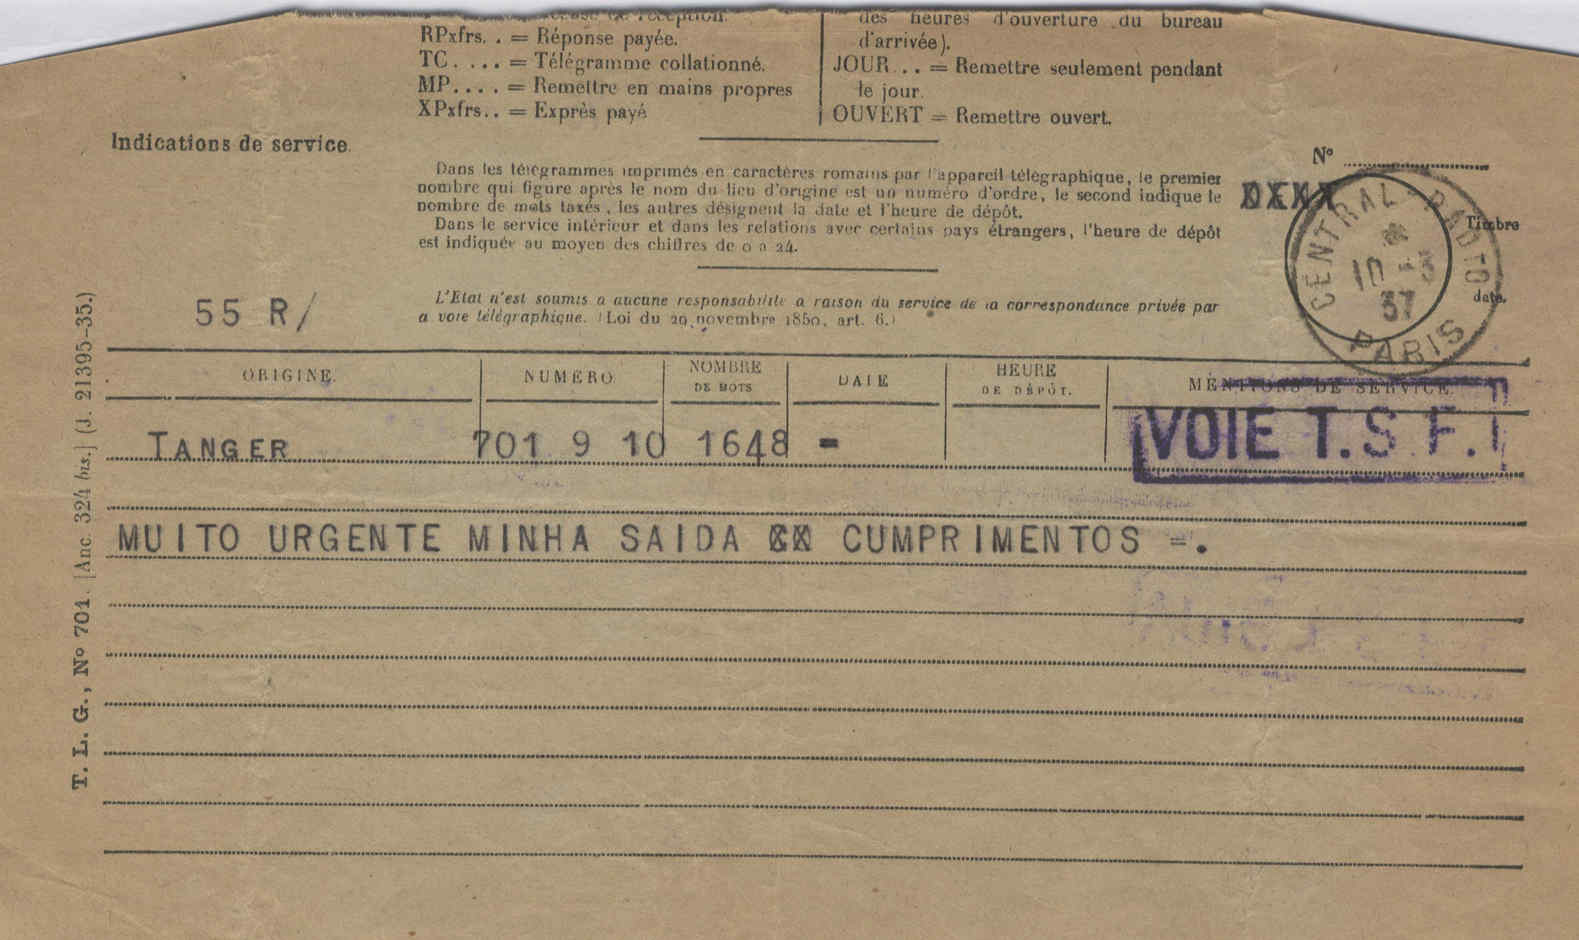 de réception.
RPxfrs. . = Réponse payée.
TC. . . . = Télégramme collationné.
MP. . . . = Remettre en mains propres
XPxfrs. . = Exprès payé
des heures d'ouverture du bureau
d'arrivée).
JOUR. . . = Remettre seulement pendant
le jour.
OUVERT = Remettre ouvert.
Indications de service.
Dans les télégrammes imprimés en caractères romains par l'appareil télégraphique, le premier
nombre qui figure après le nom du lieu d'origine est un numéro d'ordre, le second indique le
nombre de mots taxés, les autres désignent la date et l'heure de dépôt.
Dans le service intérieur et dans les relations avec certains pays étrangers, l'heure de dépôt
est indiquée au moyen des chiffres de 0 à 24.
L'Etat n'est soumis à aucune responsabilité à raison du service de la correspondance privée par
a voie télégraphique. (Loi du 29 novembre 1850, art. 6.)
N°
Timbre
date.
CENTRAL-RADIO
10-3
37
PARIS
55 R/
ORIGINE.
NUMÉRO
NOMBRE
DE MOTS
DATE
HEURE
DE DÉPÔT.
MENTIONS DE SERVICE
TANGER 701 9 10 1648 =
VOIE T.S.F.
MUITO URGENTE MINHA SAIDA CUMPRIMENTOS =.
T. L. G., N° 701. [Anc. 324 bis.] (J. 21395-35.)